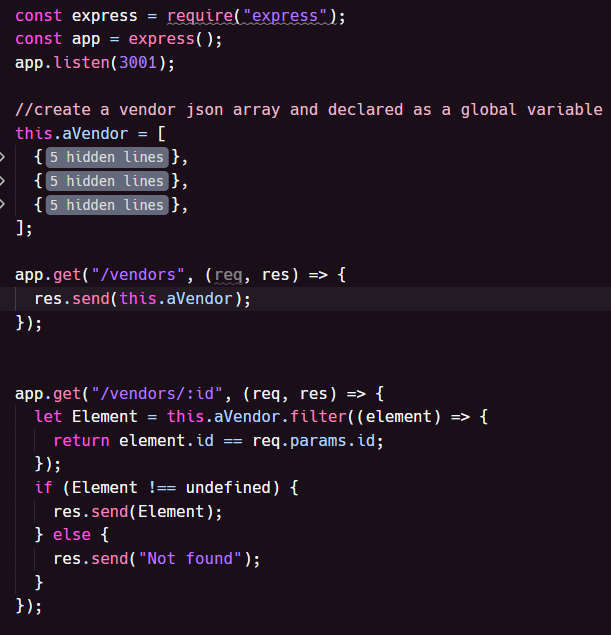 const express = require("express");
const app = express();
app.listen(3001);
//create a vendor json array and declared as a global variable
this.aVendor = [
{ 5 hidden lines },
{ 5 hidden lines },
{ 5 hidden lines },
];
app.get("/vendors", (req, res) => {
res.send(this.aVendor);
});
app.get("/vendors/:id", (req, res) => {
let Element = this.aVendor.filter((element) => {
return element.id == req.params.id;
});
if (Element !== undefined) {
res.send(Element);
} else {
res.send("Not found");
}
});